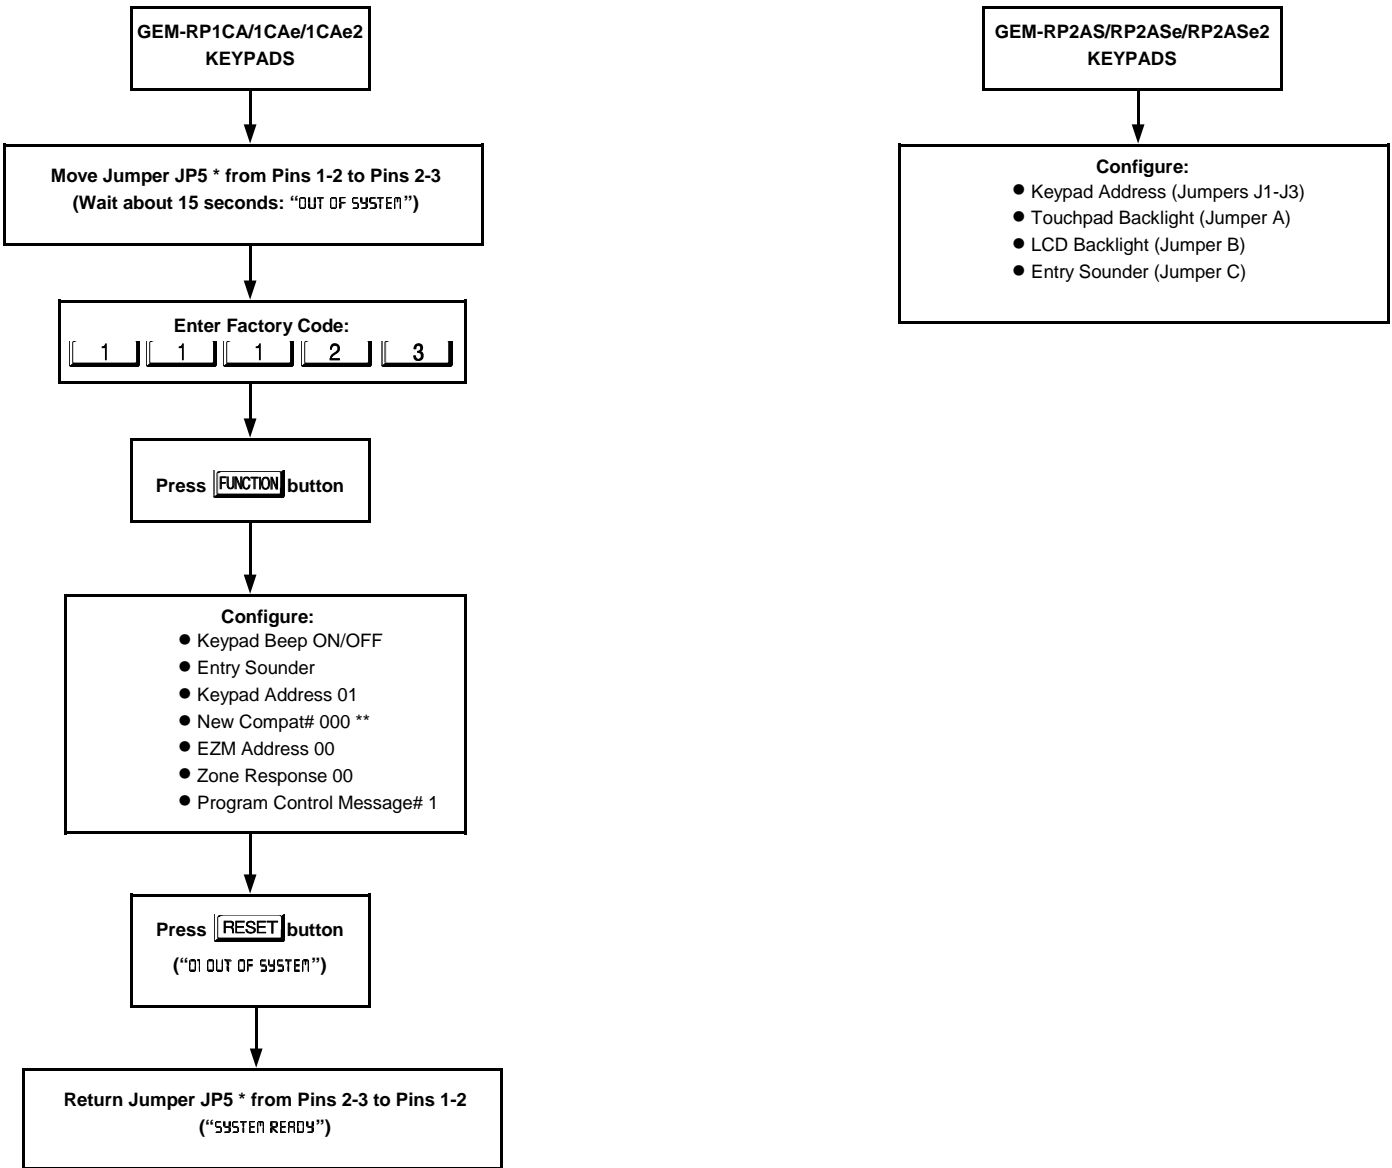 GEM-RP1CA/1CAe/1CAe2
KEYPADS
Move Jumper JP5 * from Pins 1-2 to Pins 2-3
(Wait about 15 seconds: “OUT OF SYSTEM”)
Enter Factory Code:
1 1 1 2 3
Press FUNCTION button
Configure:
● Keypad Beep ON/OFF
● Entry Sounder
● Keypad Address 01
● New Compat# 000 **
● EZM Address 00
● Zone Response 00
● Program Control Message# 1
Press RESET button
(“01 OUT OF SYSTEM”)
Return Jumper JP5 * from Pins 2-3 to Pins 1-2
(“SYSTEM READY”)
GEM-RP2AS/RP2ASe/RP2ASe2
KEYPADS
Configure:
● Keypad Address (Jumpers J1-J3)
● Touchpad Backlight (Jumper A)
● LCD Backlight (Jumper B)
● Entry Sounder (Jumper C)